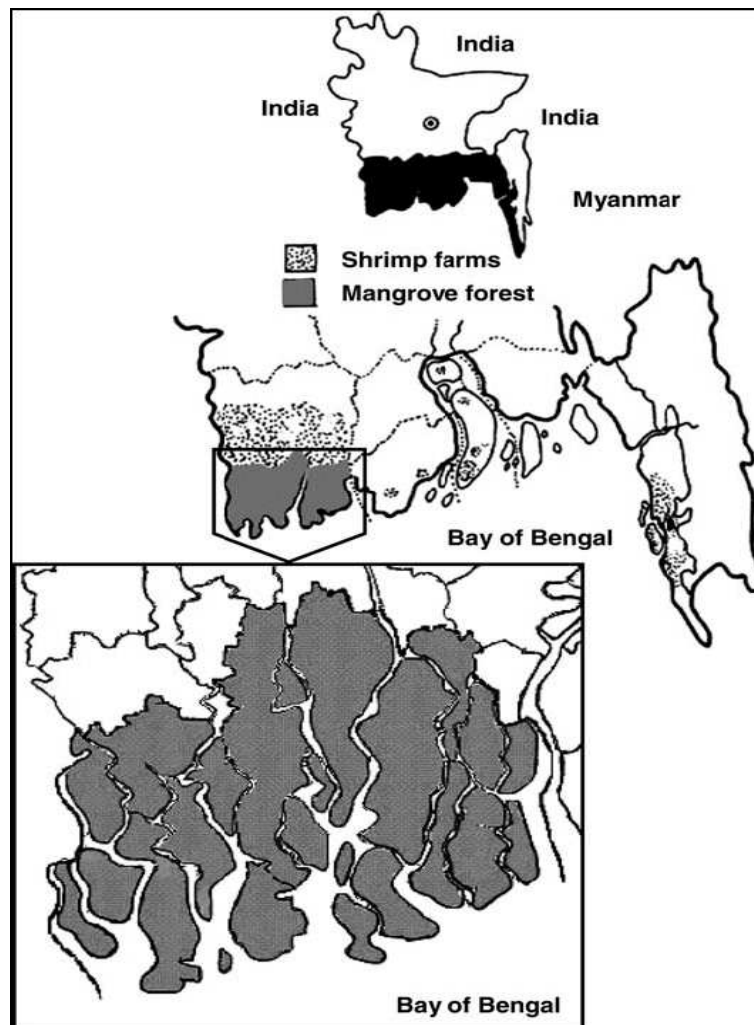 India
India
India
Myanmar
Shrimp farms
Mangrove forest
Bay of Bengal
Bay of Bengal